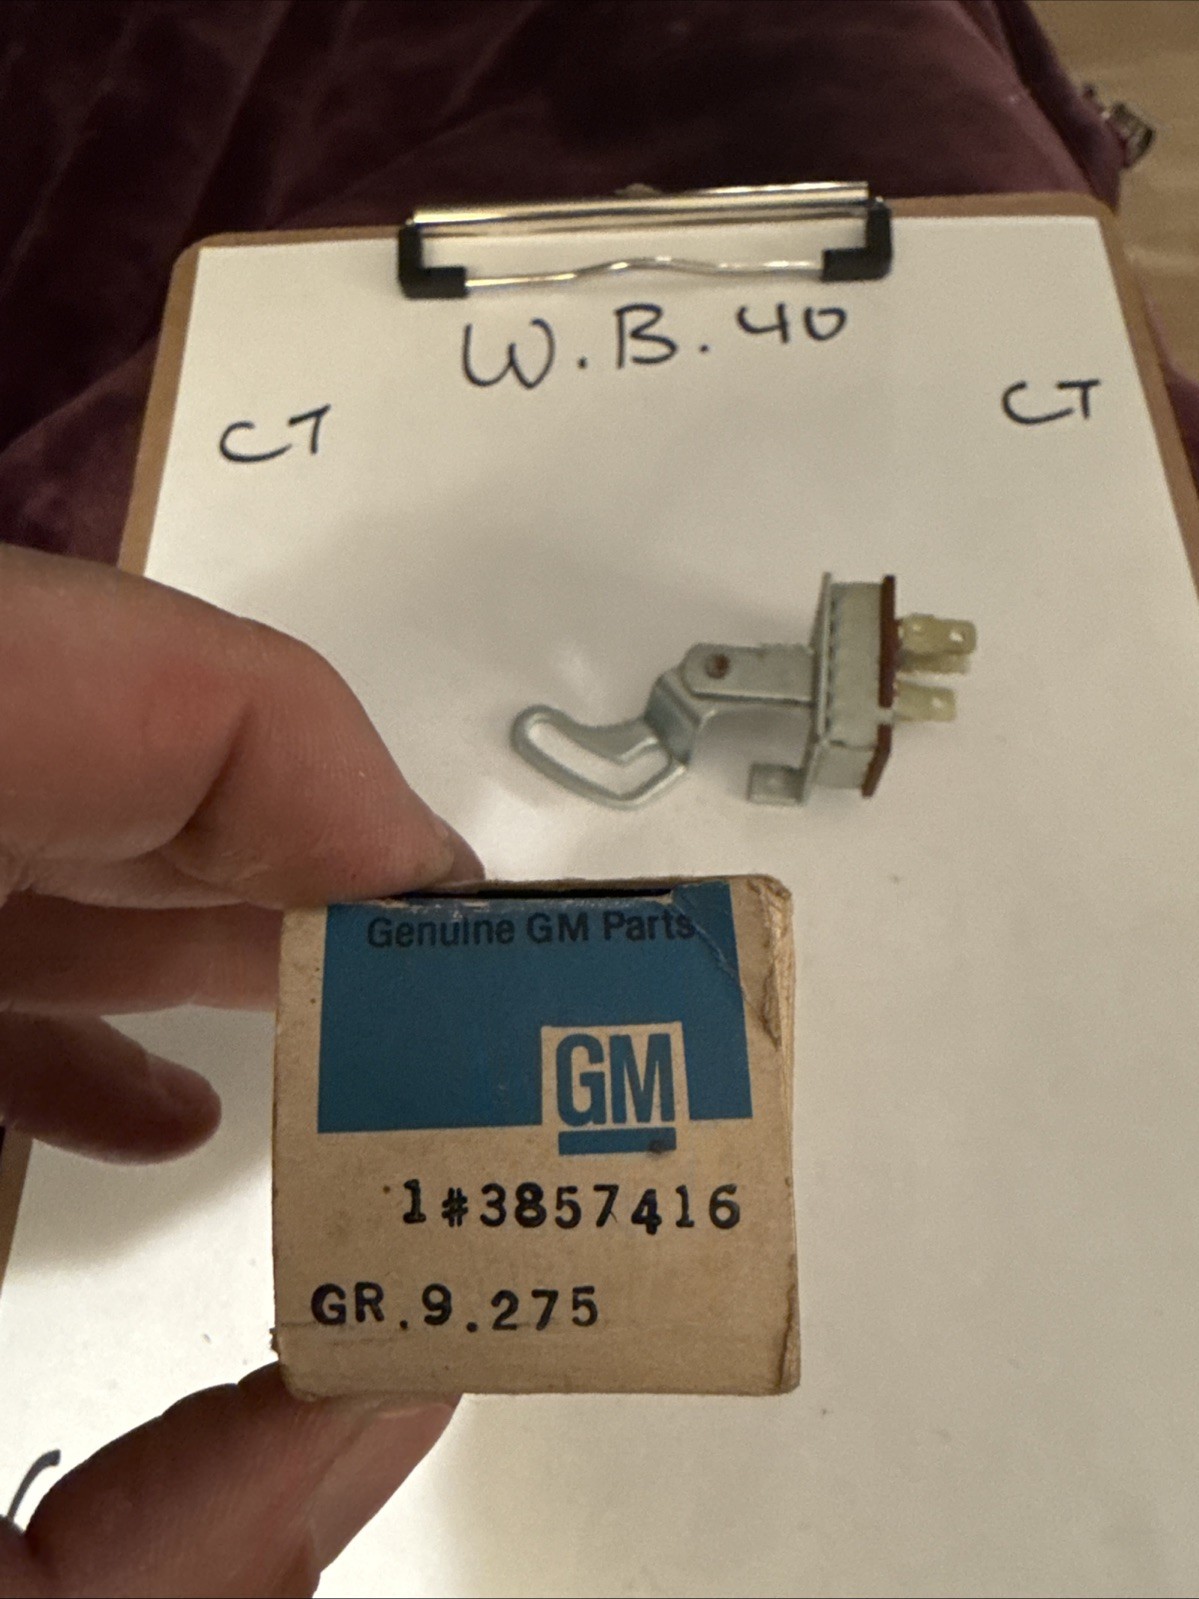 W.B.40
CT
CT
Genuine GM Parts
GM
1#3857416
GR.9.275